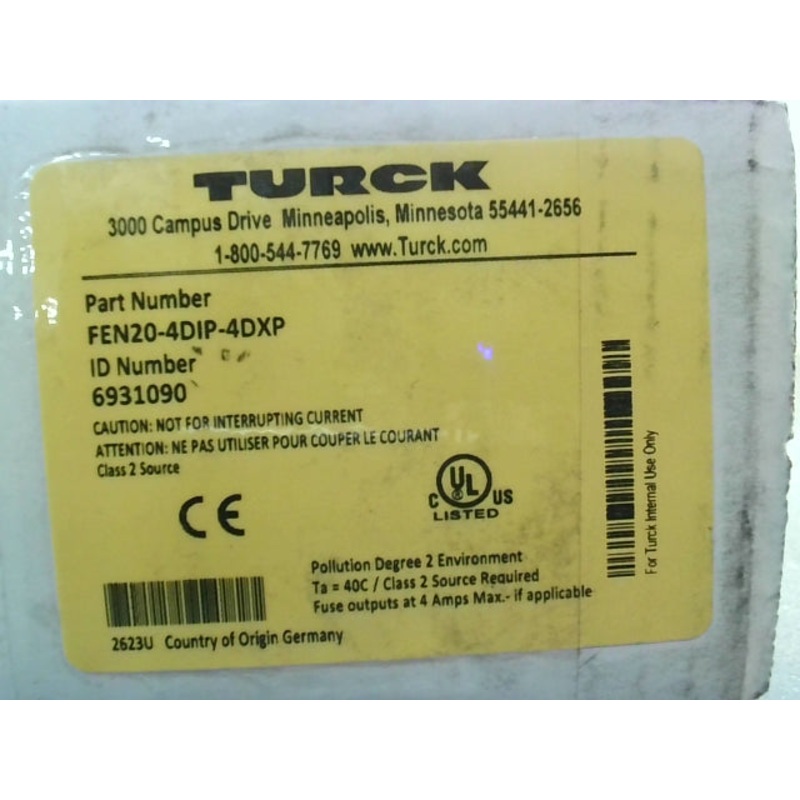 TURCK
3000 Campus Drive Minneapolis, Minnesota 55441-2656
1-800-544-7769 www.Turck.com
Part Number
FEN20-4DIP-4DXP
ID Number
6931090
CAUTION: NOT FOR INTERRUPTING CURRENT
ATTENTION: NE PAS UTILISER POUR COUPER LE COURANT
Class 2 Source
CE
C UL US
LISTED
Pollution Degree 2 Environment
Ta = 40C / Class 2 Source Required
Fuse outputs at 4 Amps Max.- if applicable
2623U Country of Origin Germany
For Turck Internal Use Only